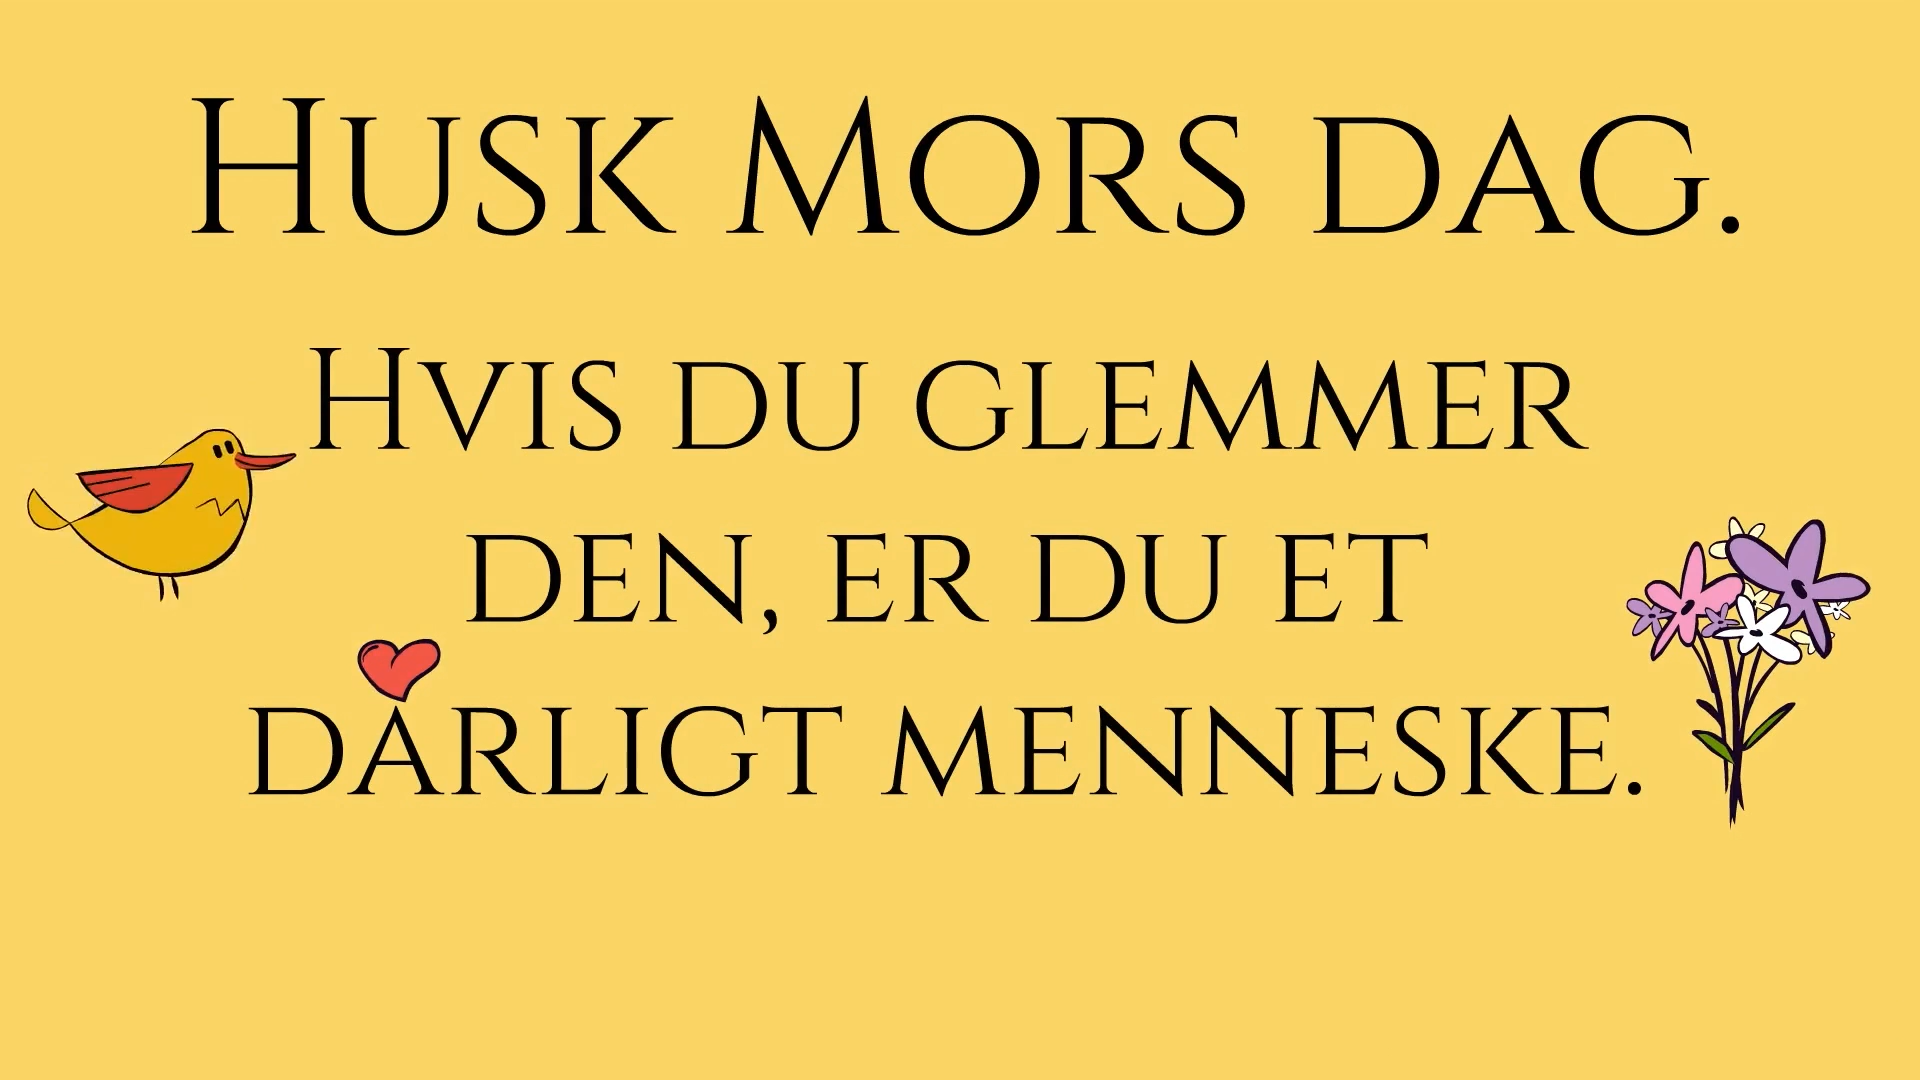 Husk Mors dag.
Hvis du glemmer
den, er du et
dårligt menneske.